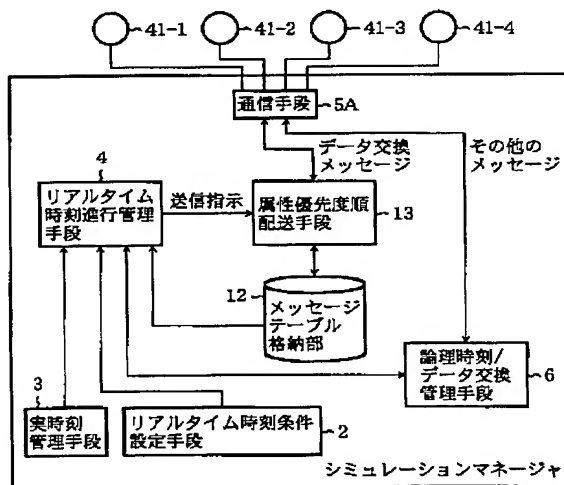 41-1
41-2
41-3
41-4
通信手段
5A
データ交換
メッセージ
その他の
メッセージ
4
リアルタイム
時刻進行管理
手段
送信指示
属性優先度順
配送手段
13
12
メッセージ
テーブル
格納部
論理時刻/
データ交換
管理手段
6
3
実時刻
管理手段
リアルタイム時刻条件
設定手段
2
シミュレーションマネージャ